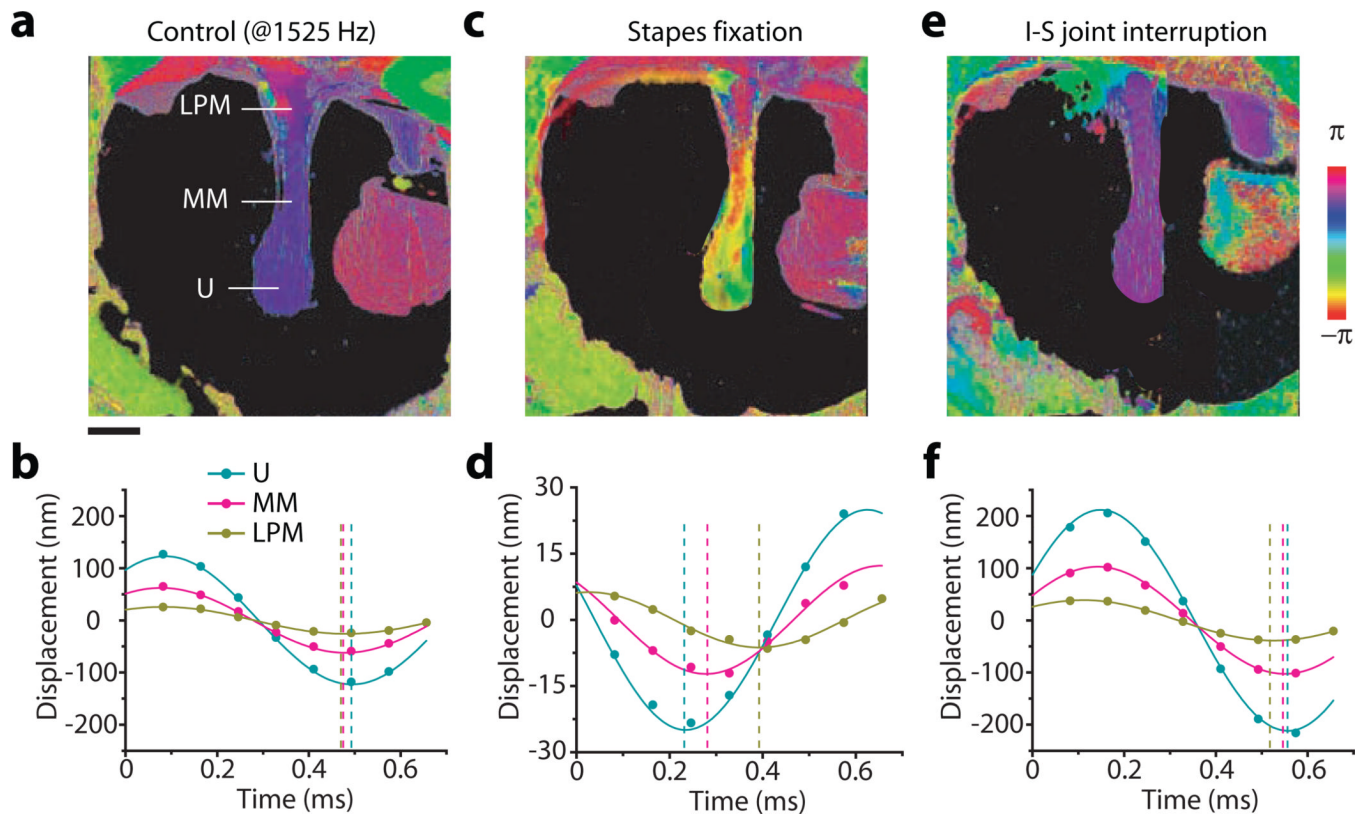 a
Control (@1525 Hz)
LPM
MM
U
c
Stapes fixation
e
I-S joint interruption
π
−π
b
U
MM
LPM
Displacement (nm)
200
100
0
-100
-200
0
0.2
0.4
0.6
Time (ms)
d
Displacement (nm)
30
15
0
-15
-30
0
0.2
0.4
0.6
Time (ms)
f
Displacement (nm)
200
100
0
-100
-200
0
0.2
0.4
0.6
Time (ms)